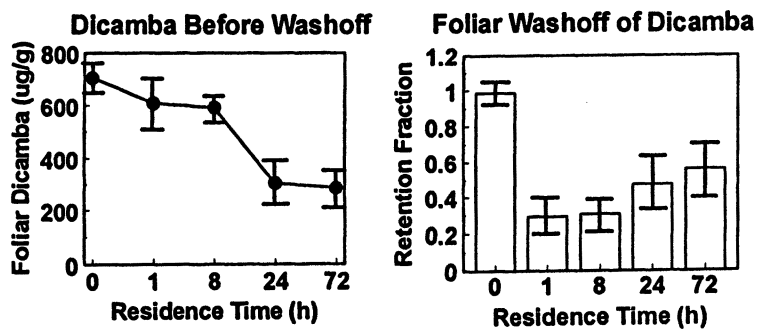 Dicamba Before Washoff
Foliar Dicamba (ug/g)
800
600
400
200
0
0 1 8 24 72
Residence Time (h)
Foliar Washoff of Dicamba
Retention Fraction
1.2
1
0.8
0.6
0.4
0.2
0
0 1 8 24 72
Residence Time (h)